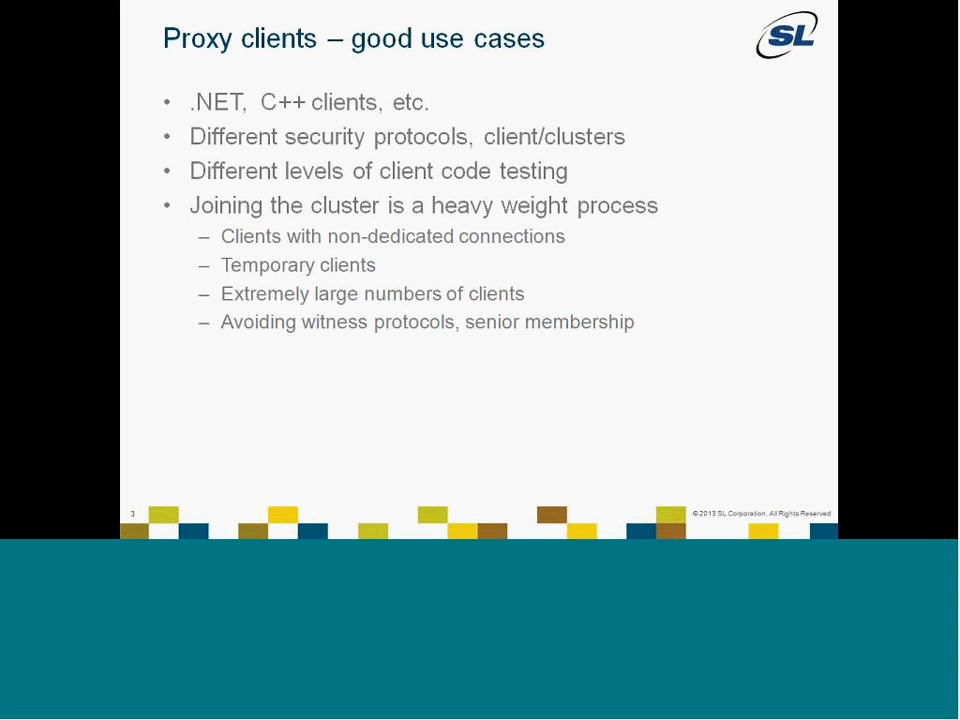 Proxy clients – good use cases
SL
• .NET, C++ clients, etc.
• Different security protocols, client/clusters
• Different levels of client code testing
• Joining the cluster is a heavy weight process
– Clients with non-dedicated connections
– Temporary clients
– Extremely large numbers of clients
– Avoiding witness protocols, senior membership
3
© 2013 SL Corporation. All Rights Reserved